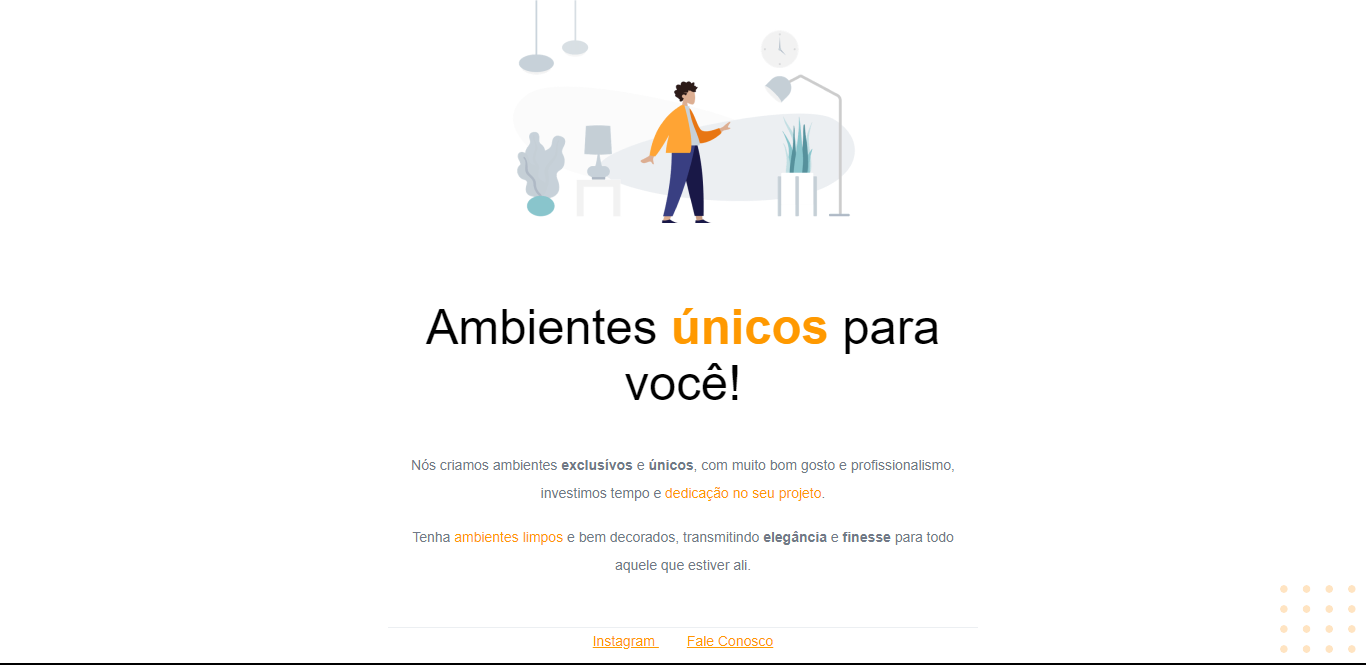 Ambientes únicos para
você!
Nós criamos ambientes exclusívos e únicos, com muito bom gosto e profissionalismo,
investimos tempo e dedicação no seu projeto.
Tenha ambientes limpos e bem decorados, transmitindo elegância e finesse para todo
aquele que estiver ali.
Instagram Fale Conosco